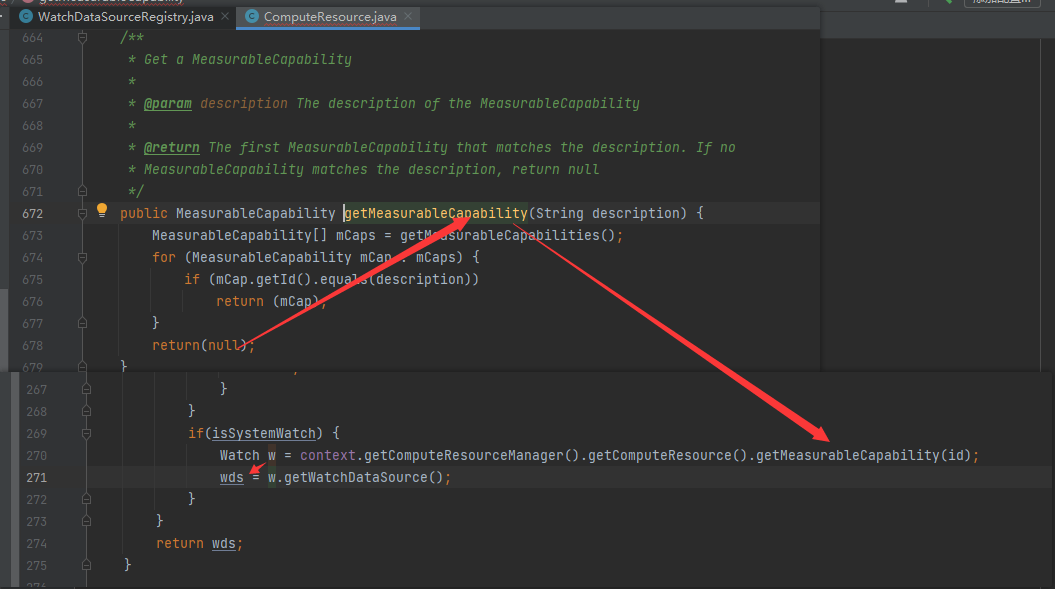 WatchDataSourceRegistry.java × ComputeResource.java ×
664 /**
665 * Get a MeasurableCapability
666 *
667 * @param description The description of the MeasurableCapability
668 *
669 * @return The first MeasurableCapability that matches the description. If no
670 * MeasurableCapability matches the description, return null
671 */
672 public MeasurableCapability getMeasurableCapability(String description) {
673 MeasurableCapability[] mCaps = getMeasurableCapabilities();
674 for (MeasurableCapability mCap : mCaps) {
675 if (mCap.getId().equals(description))
676 return (mCap);
677 }
678 return(null);
679 }
267 }
268 }
269 if(isSystemWatch) {
270 Watch w = context.getComputeResourceManager().getComputeResource().getMeasurableCapability(id);
271 wds = w.getWatchDataSource();
272 }
273 }
274 return wds;
275 }